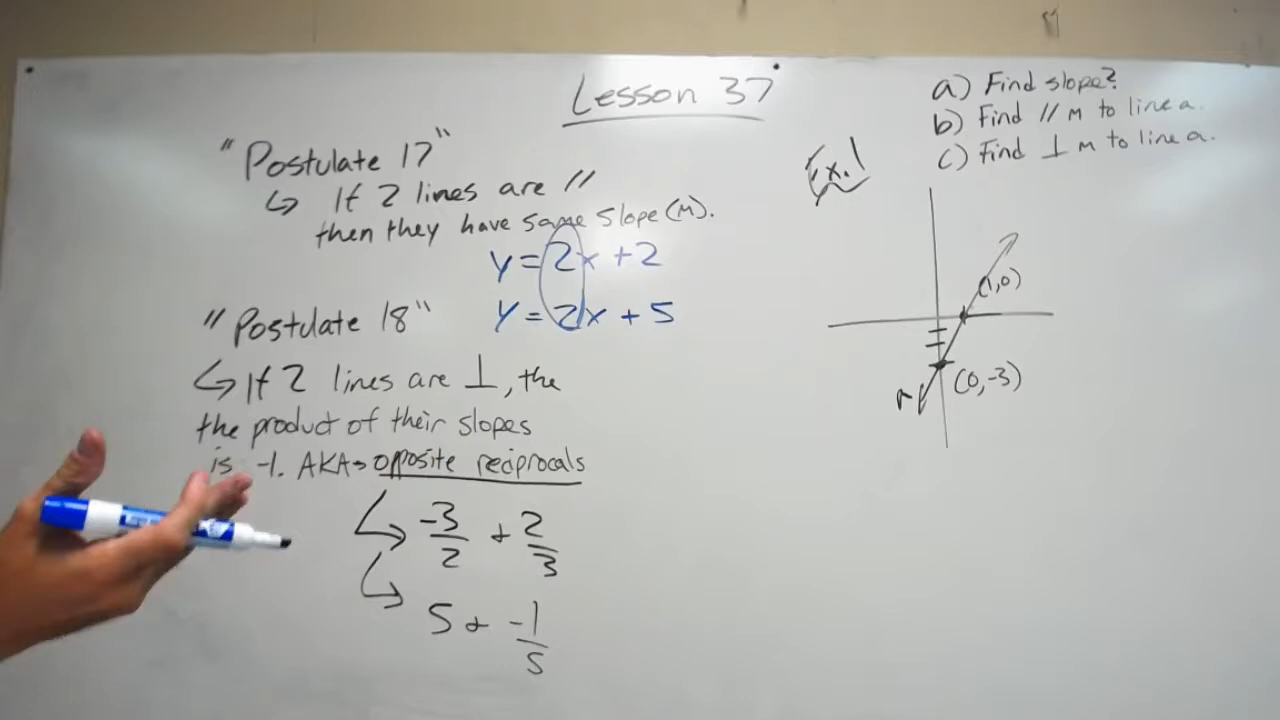 Lesson 37
"Postulate 17"
↳ If 2 lines are //
then they have same slope (M).
y = 2x + 2
y = 2x + 5
"Postulate 18"
↳ If 2 lines are ⊥, the
the product of their slopes
is -1. AKA→ opposite reciprocals
↳ -3/2 + 2/3
↳ 5 + -1/5
a) Find slope?
b) Find // M to line a.
c) Find ⊥ M to line a.
Ex. 1
(1,0)
(0,-3)